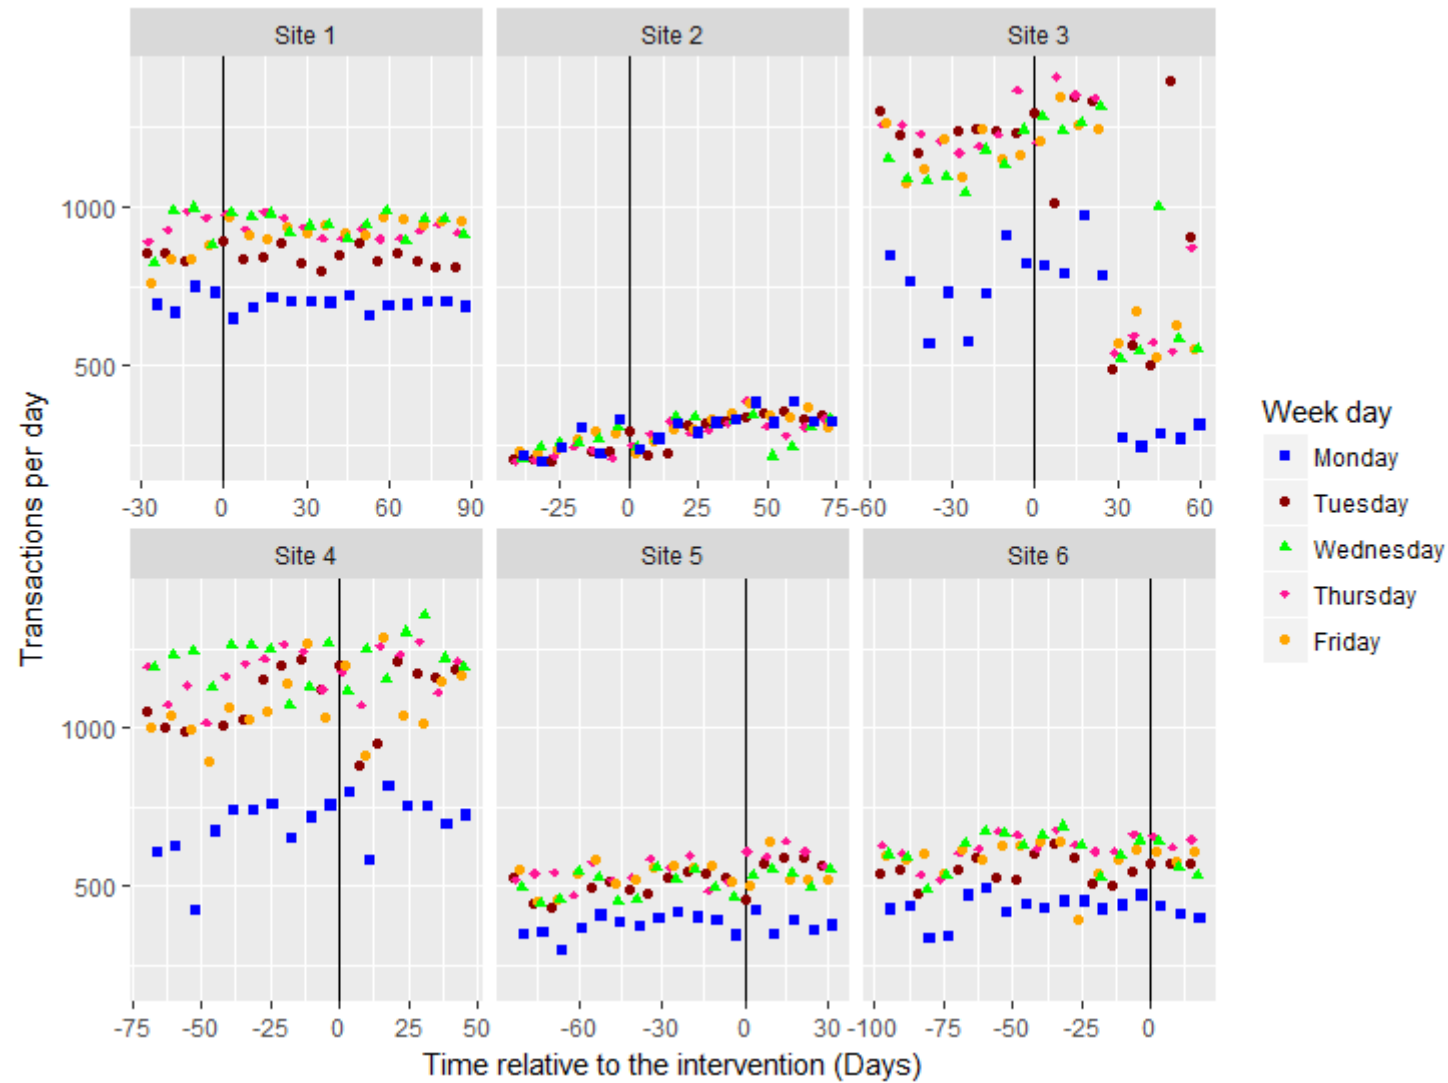 Site 1 Site 2 Site 3
1000
500
-30 0 30 60 90 -25 0 25 50 75 -60 -30 0 30 60
Site 4 Site 5 Site 6
1000
500
-75 -50 -25 0 25 50 -60 -30 0 30 -100 -75 -50 -25 0
Time relative to the intervention (Days)
Transactions per day
Week day
Monday
Tuesday
Wednesday
Thursday
Friday